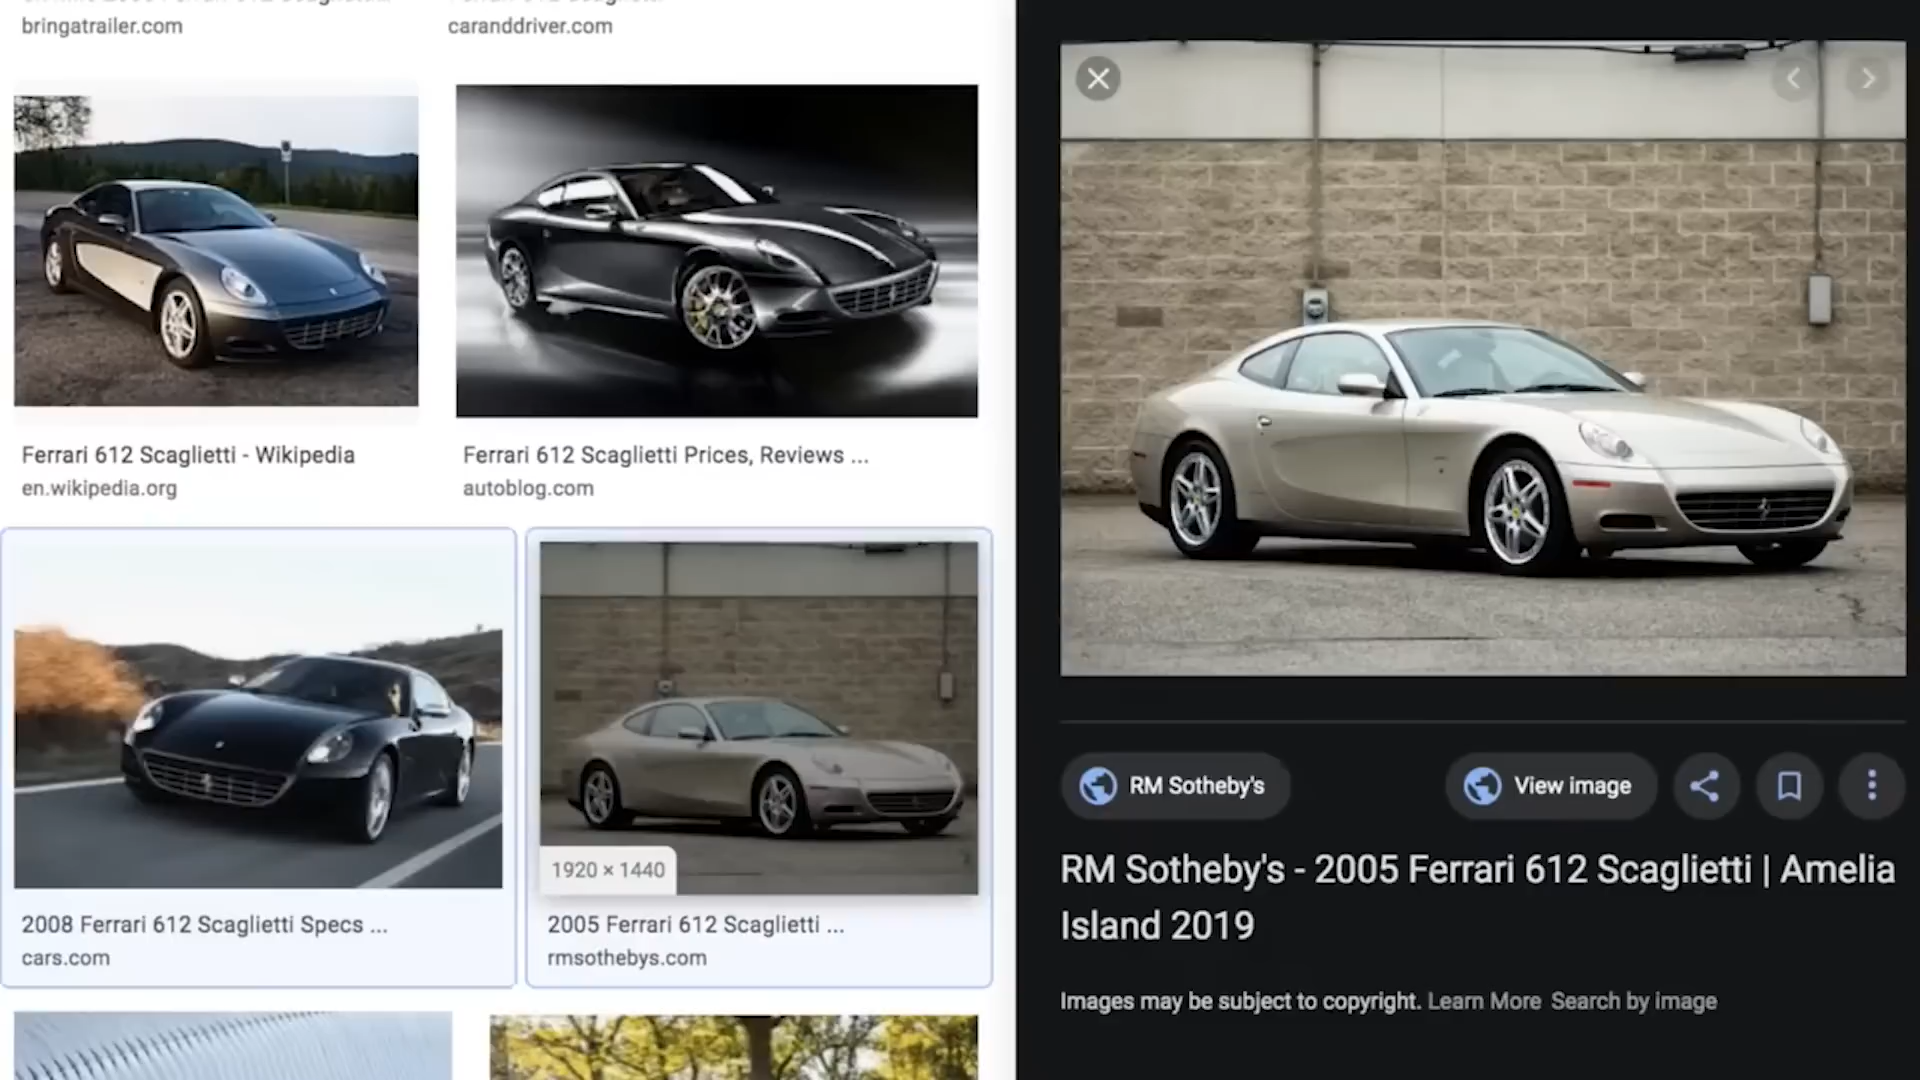 bringatrailer.com
caranddriver.com
Ferrari 612 Scaglietti - Wikipedia
en.wikipedia.org
Ferrari 612 Scaglietti Prices, Reviews ...
autoblog.com
1920 × 1440
2008 Ferrari 612 Scaglietti Specs ...
cars.com
2005 Ferrari 612 Scaglietti ...
rmsothebys.com
RM Sotheby's
View image
RM Sotheby's - 2005 Ferrari 612 Scaglietti | Amelia
Island 2019
Images may be subject to copyright. Learn More Search by image